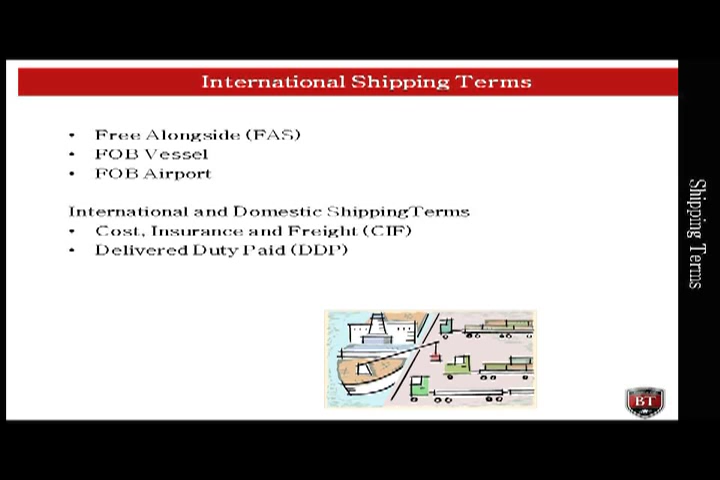 International Shipping Terms
• Free Alongside (FAS)
• FOB Vessel
• FOB Airport
International and Domestic ShippingTerms
• Cost, Insurance and Freight (CIF)
• Delivered Duty Paid (DDP)
Shipping Terms
BT